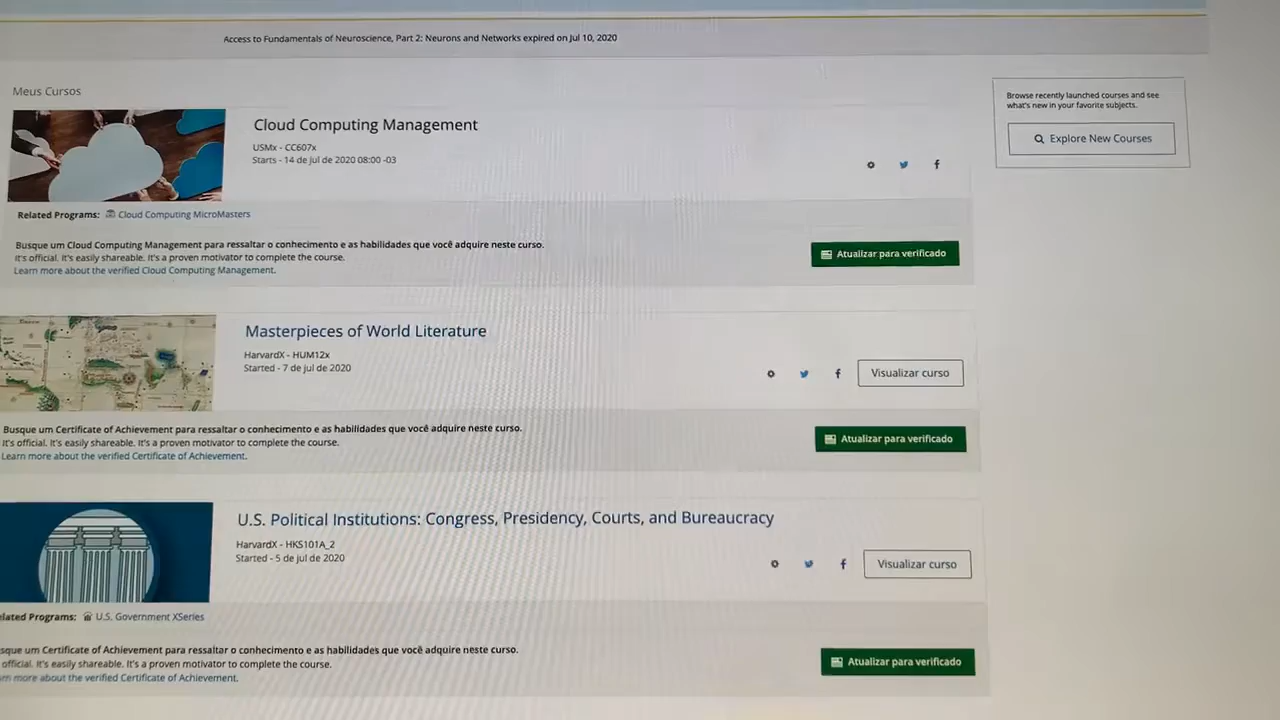 Access to Fundamentals of Neuroscience, Part 2: Neurons and Networks expired on Jul 10, 2020
Meus Cursos
Browse recently launched courses and see
what's new in your favorite subjects.
Explore New Courses
Cloud Computing Management
USMx - CC607x
Starts - 14 de jul de 2020 08:00 -03
Related Programs: Cloud Computing MicroMasters
Busque um Cloud Computing Management para ressaltar o conhecimento e as habilidades que você adquire neste curso.
It's official. It's easily shareable. It's a proven motivator to complete the course.
Learn more about the verified Cloud Computing Management.
Atualizar para verificado
Masterpieces of World Literature
HarvardX - HUM12x
Started - 7 de jul de 2020
Visualizar curso
Busque um Certificate of Achievement para ressaltar o conhecimento e as habilidades que você adquire neste curso.
It's official. It's easily shareable. It's a proven motivator to complete the course.
Learn more about the verified Certificate of Achievement.
Atualizar para verificado
U.S. Political Institutions: Congress, Presidency, Courts, and Bureaucracy
HarvardX - HKS101A_2
Started - 5 de jul de 2020
Visualizar curso
elated Programs: U.S. Government XSeries
sque um Certificate of Achievement para ressaltar o conhecimento e as habilidades que você adquire neste curso.
official. It's easily shareable. It's a proven motivator to complete the course.
rn more about the verified Certificate of Achievement.
Atualizar para verificado